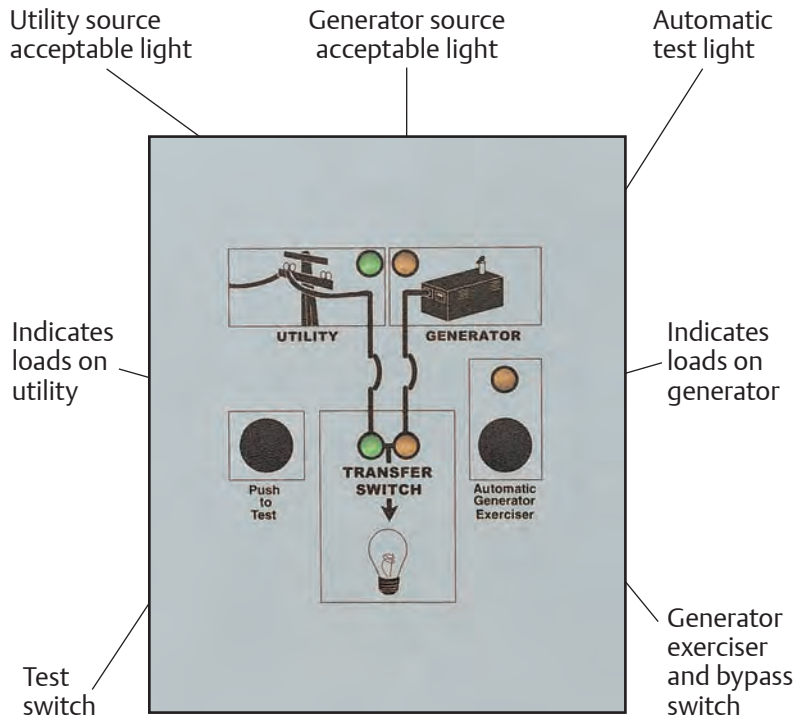 Utility source
acceptable light
Generator source
acceptable light
Automatic
test light
UTILITY
GENERATOR
Indicates
loads on
utility
Indicates
loads on
generator
Push
to
Test
TRANSFER
SWITCH
Automatic
Generator
Exerciser
Test
switch
Generator
exerciser
and bypass
switch